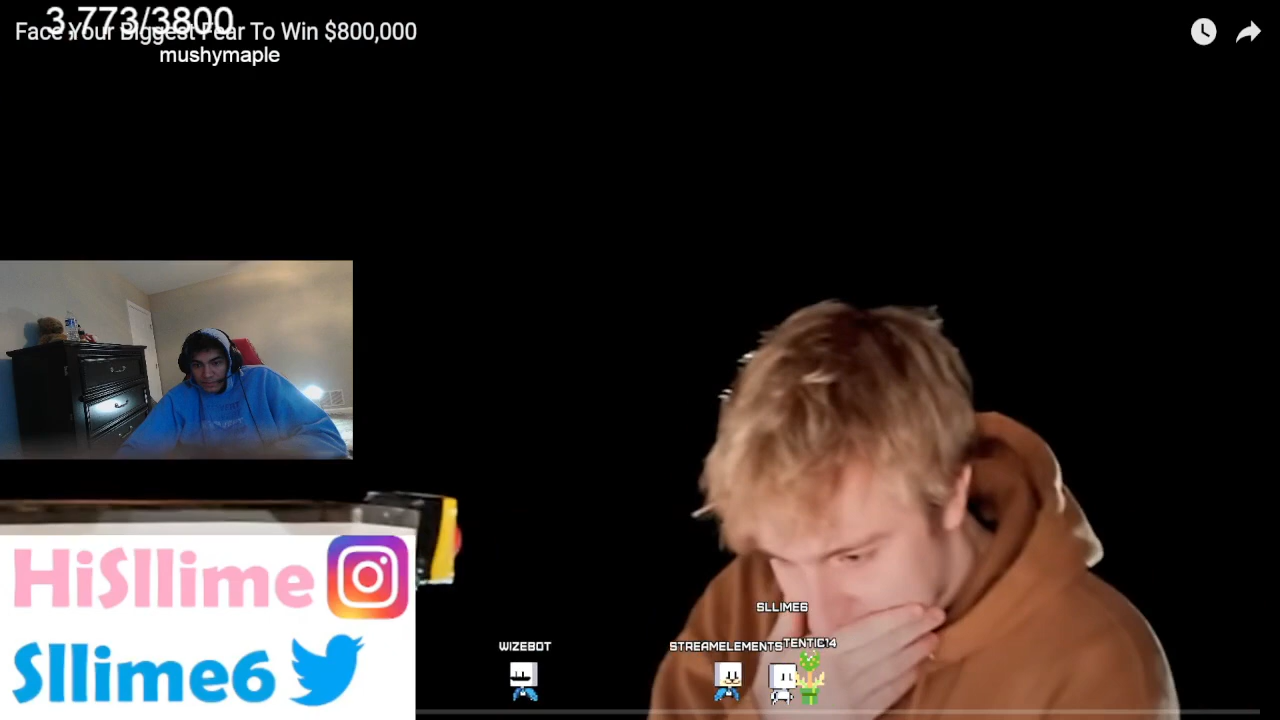 3,773/3800
Face Your Biggest Fear To Win $800,000
mushymaple
HiSllime
Sllime6
SLLIME6
WIZEBOT
STREAMELEMENTS
TENTIC14